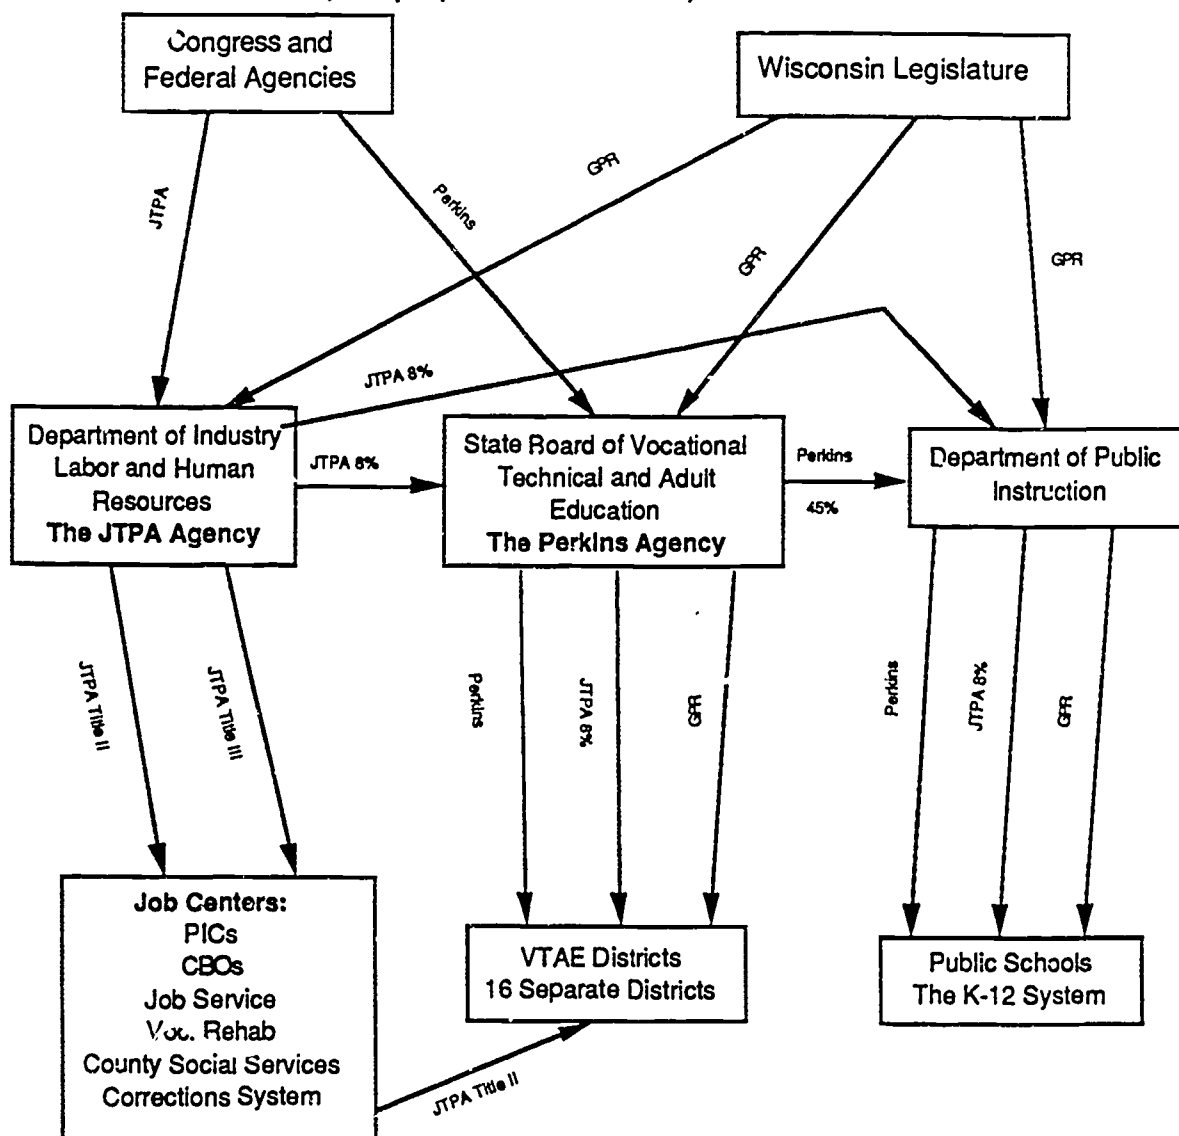 Congress and
Federal Agencies
Wisconsin Legislature
JTPA
Perkins
GPR
GPR
GPR
JTPA 8%
Department of Industry
Labor and Human
Resources
The JTPA Agency
JTPA 8%
State Board of Vocational
Technical and Adult
Education
The Perkins Agency
Perkins
45%
Department of Public
Instruction
JTPA Title II
JTPA Title III
Perkins
JTPA 8%
GPR
Perkins
JTPA 8%
GPR
Job Centers:
PICs
CBOs
Job Service
Voc. Rehab
County Social Services
Corrections System
VTAE Districts
16 Separate Districts
Public Schools
The K-12 System
JTPA Title II